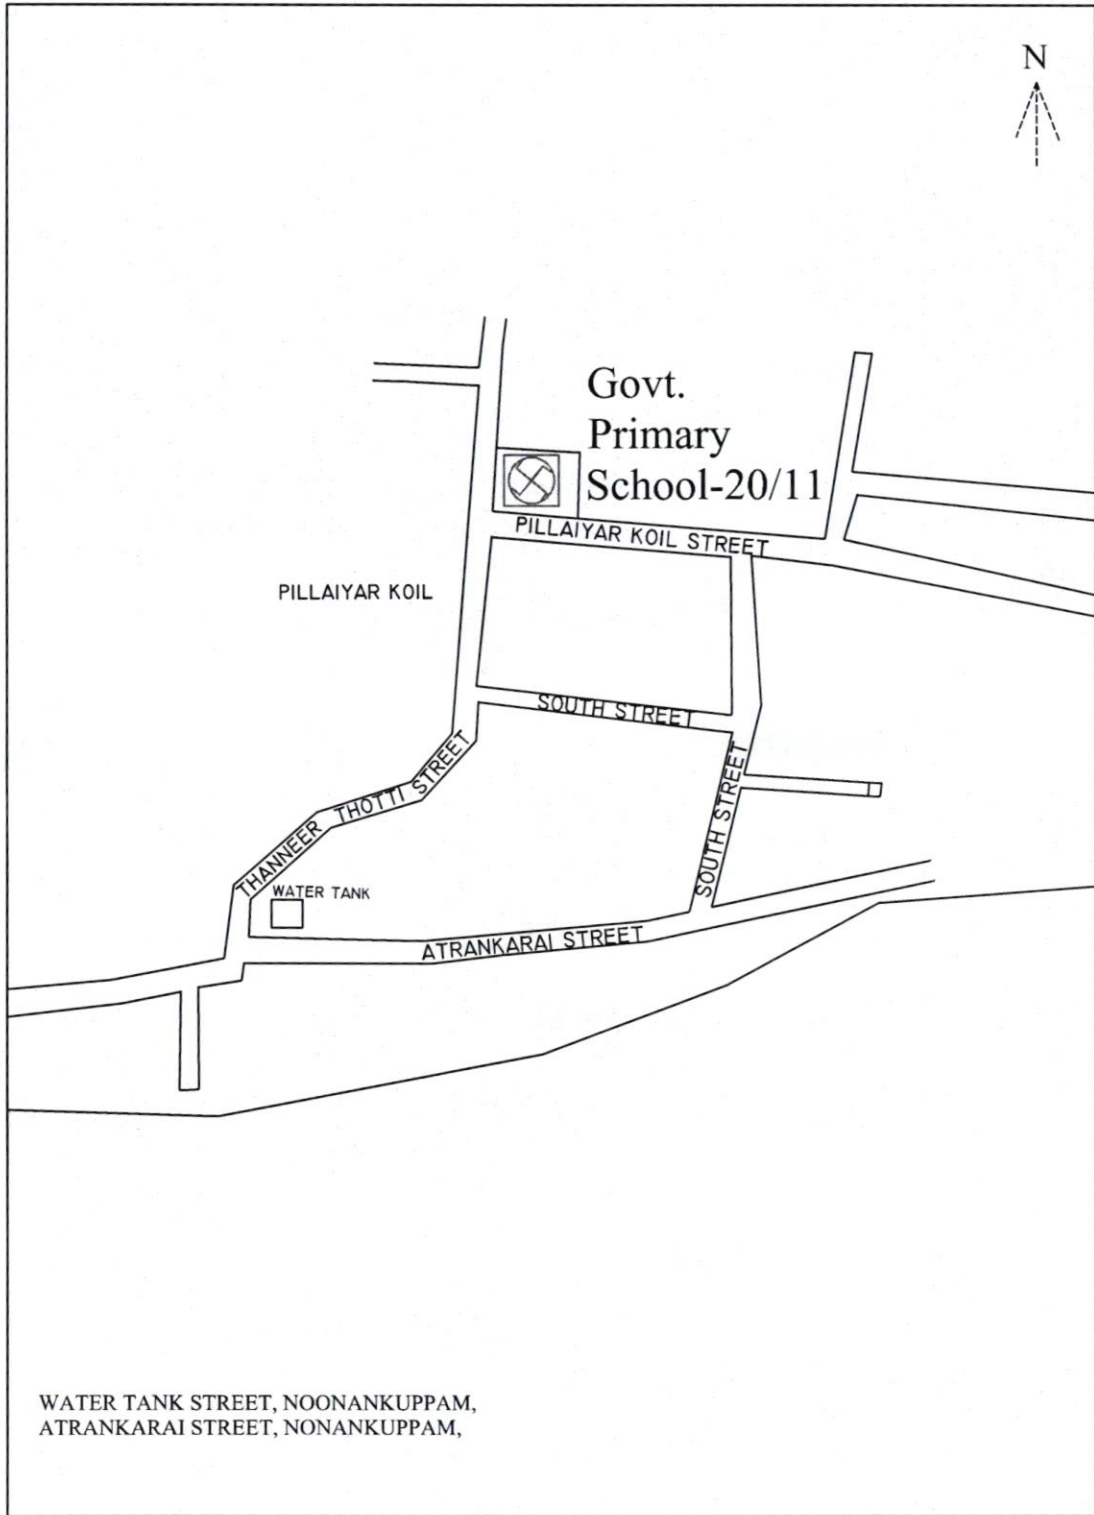 N
Govt.
Primary
School-20/11
PILLAIYAR KOIL STREET
PILLAIYAR KOIL
SOUTH STREET
SOUTH STREET
THANNEER THOTTI STREET
WATER TANK
ATRANKARAI STREET
WATER TANK STREET, NOONANKUPPAM,
ATRANKARAI STREET, NONANKUPPAM,